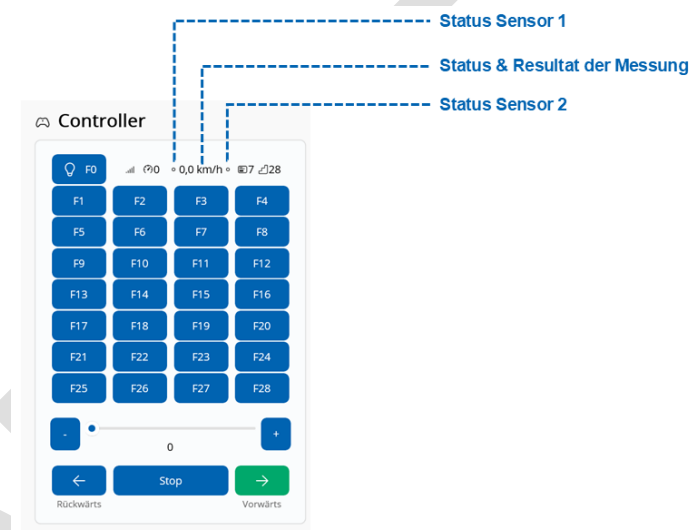 Status Sensor 1
Status & Resultat der Messung
Status Sensor 2
Controller
F0 0 0,0 km/h 7 28
F1 F2 F3 F4
F5 F6 F7 F8
F9 F10 F11 F12
F13 F14 F15 F16
F17 F18 F19 F20
F21 F22 F23 F24
F25 F26 F27 F28
- +
0
Stop
Rückwärts Vorwärts